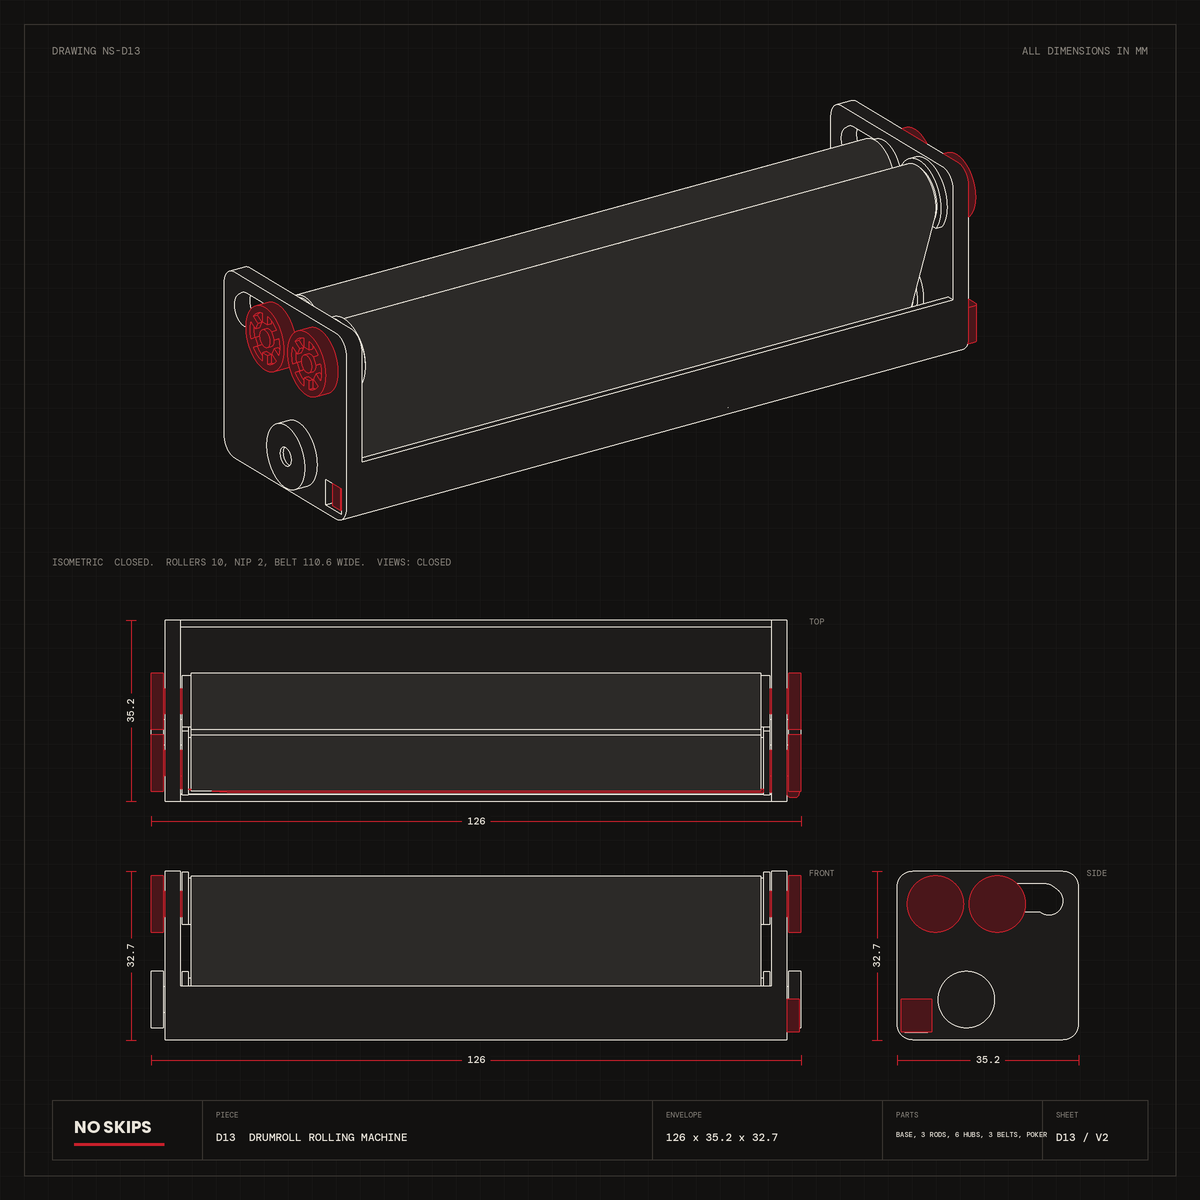 DRAWING NS-D13
ALL DIMENSIONS IN MM
ISOMETRIC  CLOSED.  ROLLERS 10, NIP 2, BELT 110.6 WIDE.  VIEWS: CLOSED
TOP
35.2
126
FRONT
SIDE
32.7
32.7
126
35.2
NO SKIPS
PIECE
D13  DRUMROLL ROLLING MACHINE
ENVELOPE
126 x 35.2 x 32.7
PARTS
BASE, 3 RODS, 6 HUBS, 3 BELTS, POKER
SHEET
D13 / V2